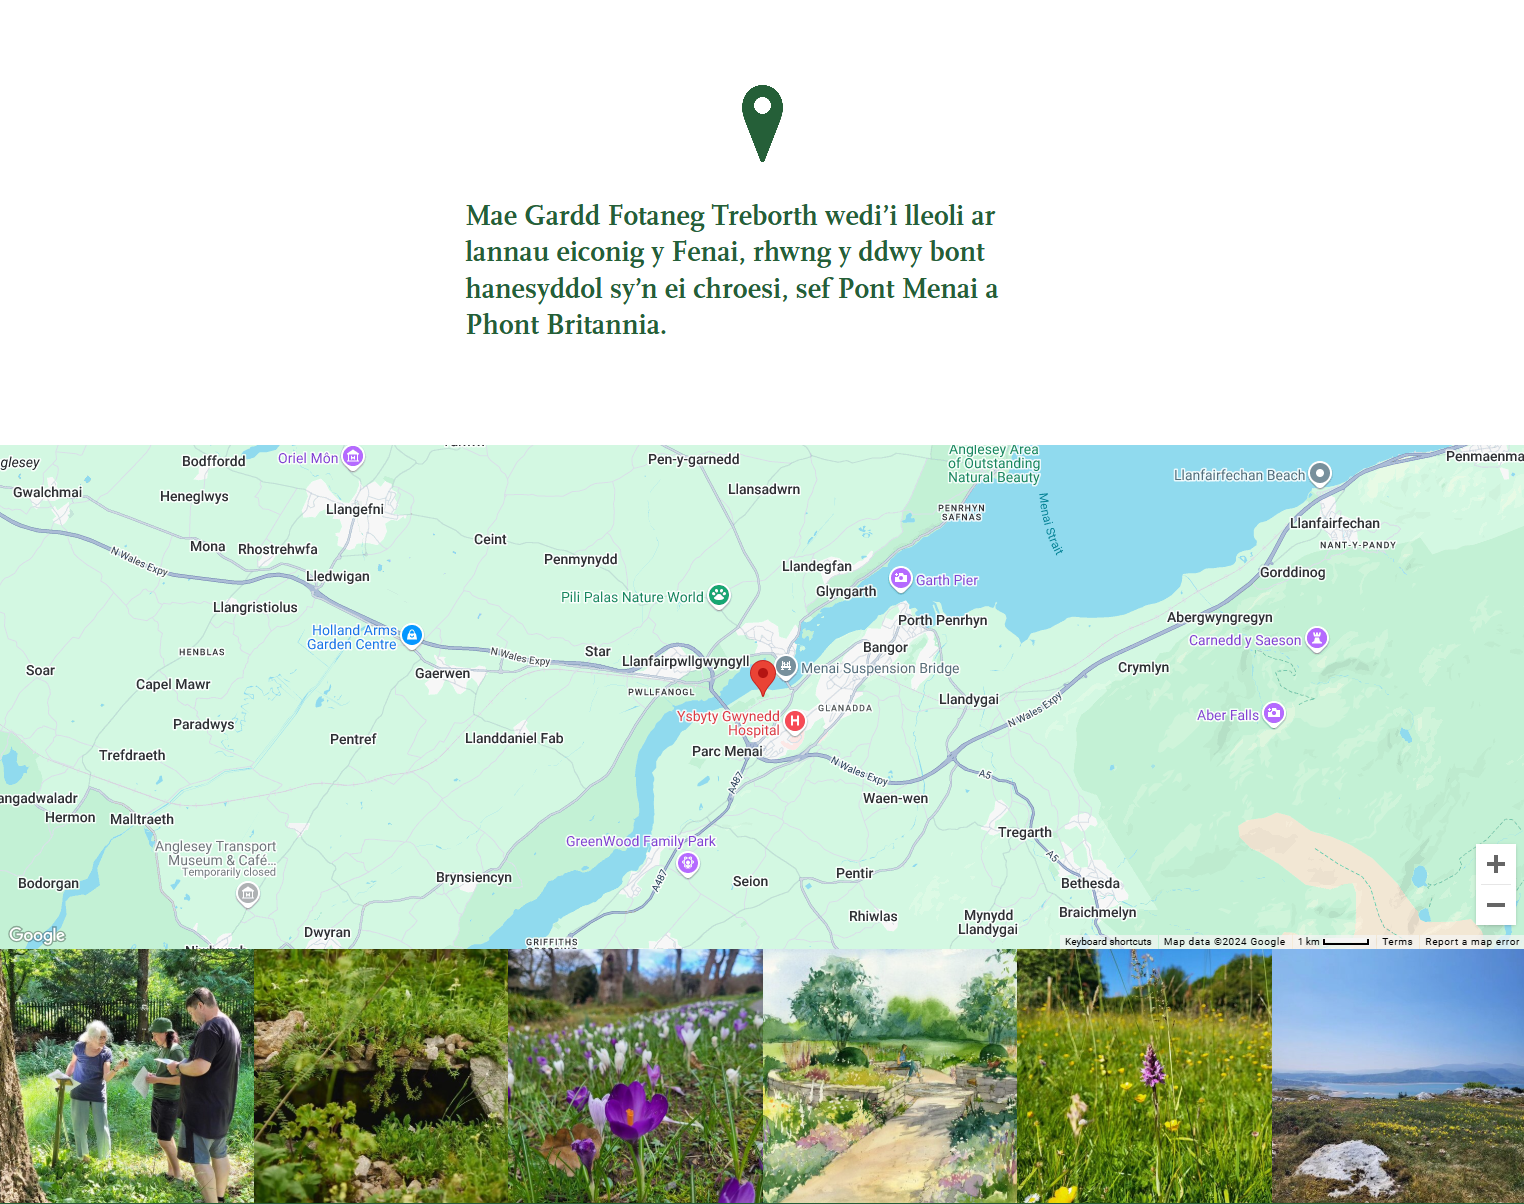 Mae Gardd Fotaneg Treborth wedi’i lleoli ar
lannau eiconig y Fenai, rhwng y ddwy bont
hanesyddol sy’n ei chroesi, sef Pont Menai a
Phont Britannia.
glesey
Bodffordd
Oriel Môn
Pen-y-garnedd
Anglesey Area
of Outstanding
Natural Beauty
Llanfairfechan Beach
Penmaenma
Gwalchmai
Heneglwys
Llangefni
Llansadwrn
PENRHYN
SAFNAS
Menai Strait
Llanfairfechan
NANT-Y-PANDY
Mona
Rhostrehwfa
Ceint
Penmynydd
N Wales Expy
Lledwigan
Llandegfan
Garth Pier
Gorddinog
Llangristiolus
Pili Palas Nature World
Glyngarth
Porth Penrhyn
Abergwyngregyn
Holland Arms
Garden Centre
Carnedd y Saeson
HENBLAS
N Wales Expy
Star
Llanfairpwllgwyngyll
Bangor
Menai Suspension Bridge
Crymlyn
Soar
Capel Mawr
Gaerwen
PWLLFANOGL
Llandygai
GLANADDA
N Wales Expy
Aber Falls
Paradwys
Ysbyty Gwynedd
Hospital
Pentref
Llanddaniel Fab
Parc Menai
Trefdraeth
N Wales Expy
A5
A487
angadwaladr
Waen-wen
Hermon
Malltraeth
Tregarth
GreenWood Family Park
Anglesey Transport
Museum & Café...
Temporarily closed
A5
A487
Bodorgan
Brynsiencyn
Seion
Pentir
Bethesda
Rhiwlas
Mynydd
Llandygai
Braichmelyn
Dwyran
GRIFFITHS
Google
Keyboard shortcuts
Map data ©2024 Google
1 km
Terms
Report a map error